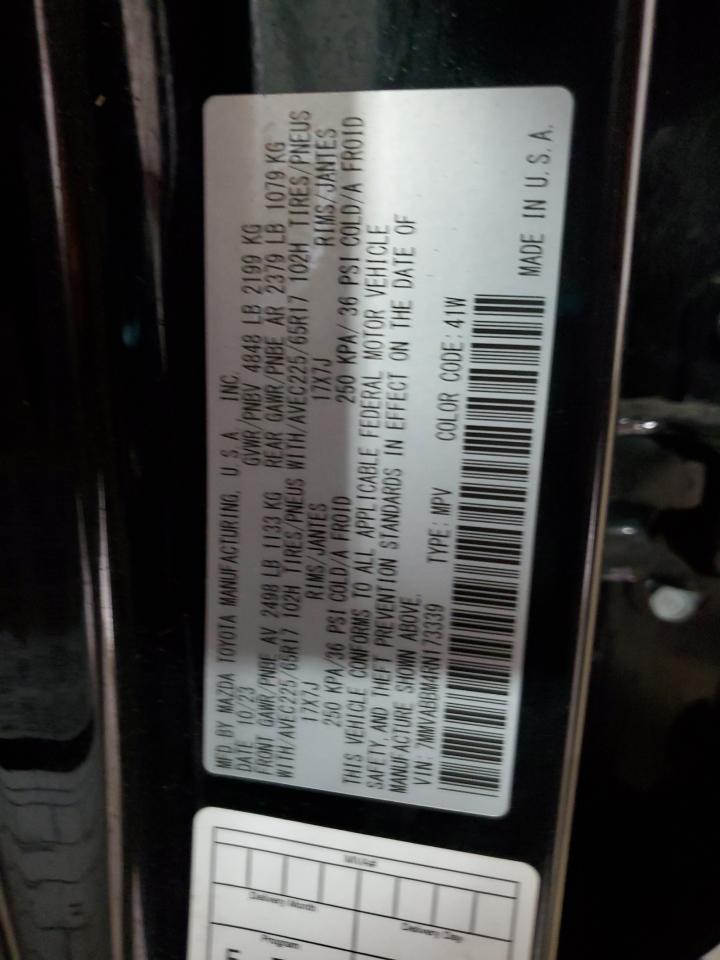 MFD BY MAZDA TOYOTA MANUFACTURING, U.S.A. INC.
DATE 10/23 GVWR/PNBV 4848 LB 2199 KG
FRONT GAWR/PNBE AV 2498 LB 1133 KG REAR GAWR/PNBE AR 2379 LB 1079 KG
WITH/AVEC225/65R17 102H TIRES/PNEUS WITH/AVEC225/65R17 102H TIRES/PNEUS
17X7J RIMS/JANTES 17X7J RIMS/JANTES
250 KPA/36 PSI COLD/A FROID 250 KPA/ 36 PSI COLD/A FROID
THIS VEHICLE CONFORMS TO ALL APPLICABLE FEDERAL MOTOR VEHICLE
SAFETY AND THEFT PREVENTION STANDARDS IN EFFECT ON THE DATE OF
MANUFACTURE SHOWN ABOVE.
VIN: 7MMVABBM4RN173339 TYPE: MPV COLOR CODE: 41W
MADE IN U.S.A.
Delivery Month
Delivery Day
Program